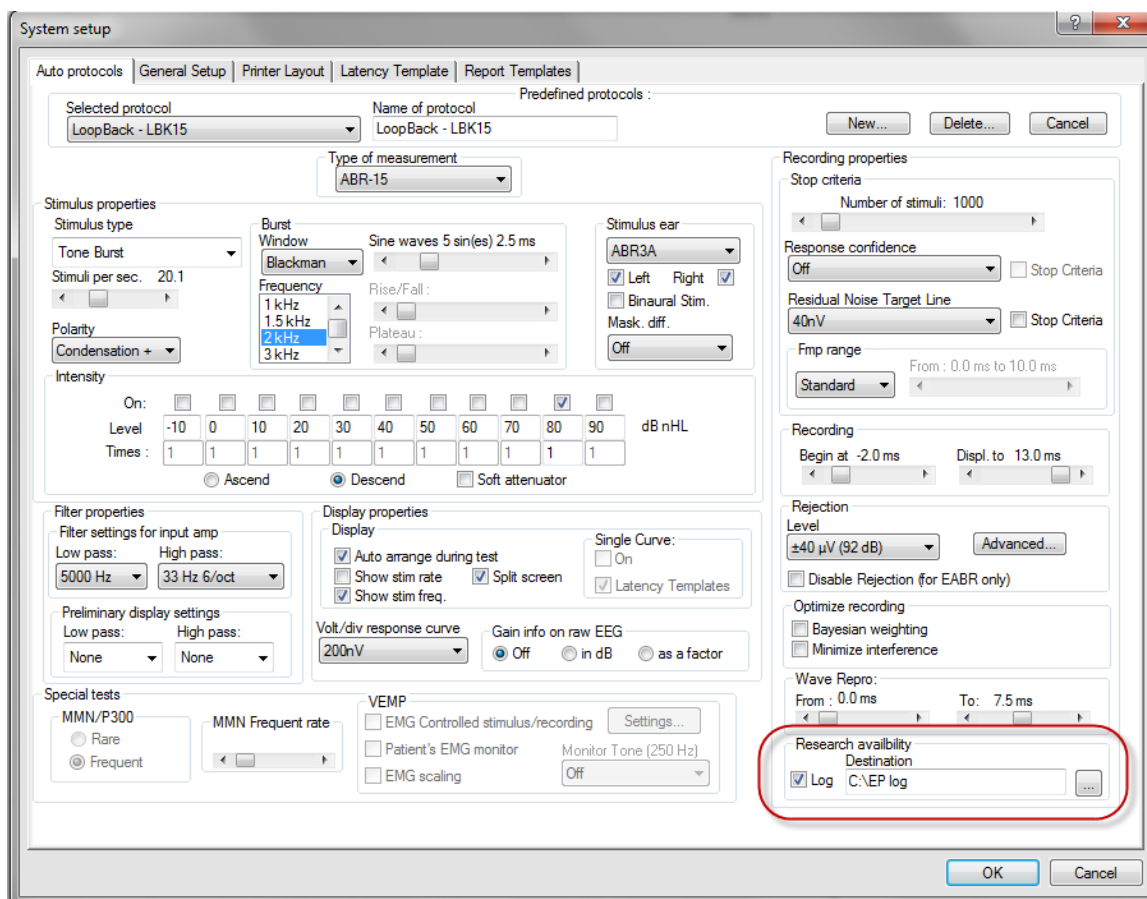 System setup
Auto protocols General Setup Printer Layout Latency Template Report Templates
Predefined protocols :
Selected protocol
LoopBack - LBK15
Name of protocol
LoopBack - LBK15
New... Delete... Cancel
Type of measurement
ABR-15
Stimulus properties
Stimulus type
Tone Burst
Stimuli per sec. 20.1
Polarity
Condensation +
Burst
Window
Blackman
Frequency
1 kHz
1.5 kHz
2 kHz
3 kHz
Sine waves 5 sin(es) 2.5 ms
Rise/Fall :
Plateau :
Stimulus ear
ABR3A
Left Right
Binaural Stim.
Mask. diff.
Off
Intensity
On:
Level -10 0 10 20 30 40 50 60 70 80 90 dB nHL
Times : 1 1 1 1 1 1 1 1 1 1 1
Ascend Descend Soft attenuator
Filter properties
Filter settings for input amp
Low pass: High pass:
5000 Hz 33 Hz 6/oct
Preliminary display settings
Low pass: High pass:
None None
Display properties
Display
Auto arrange during test
Show stim rate Split screen
Show stim freq.
Single Curve:
On
Latency Templates
Volt/div response curve
200nV
Gain info on raw EEG
Off in dB as a factor
Special tests
MMN/P300
Rare
Frequent
MMN Frequent rate
VEMP
EMG Controlled stimulus/recording Settings...
Patient's EMG monitor
EMG scaling
Monitor Tone (250 Hz)
Off
Recording properties
Stop criteria
Number of stimuli: 1000
Response confidence
Off Stop Criteria
Residual Noise Target Line
40nV Stop Criteria
Fmp range
Standard
From : 0.0 ms to 10.0 ms
Recording
Begin at -2.0 ms Displ. to 13.0 ms
Rejection
Level
±40 µV (92 dB) Advanced...
Disable Rejection (for EABR only)
Optimize recording
Bayesian weighting
Minimize interference
Wave Repro:
From : 0.0 ms To: 7.5 ms
Research availbility
Destination
Log C:\EP log ...
OK Cancel